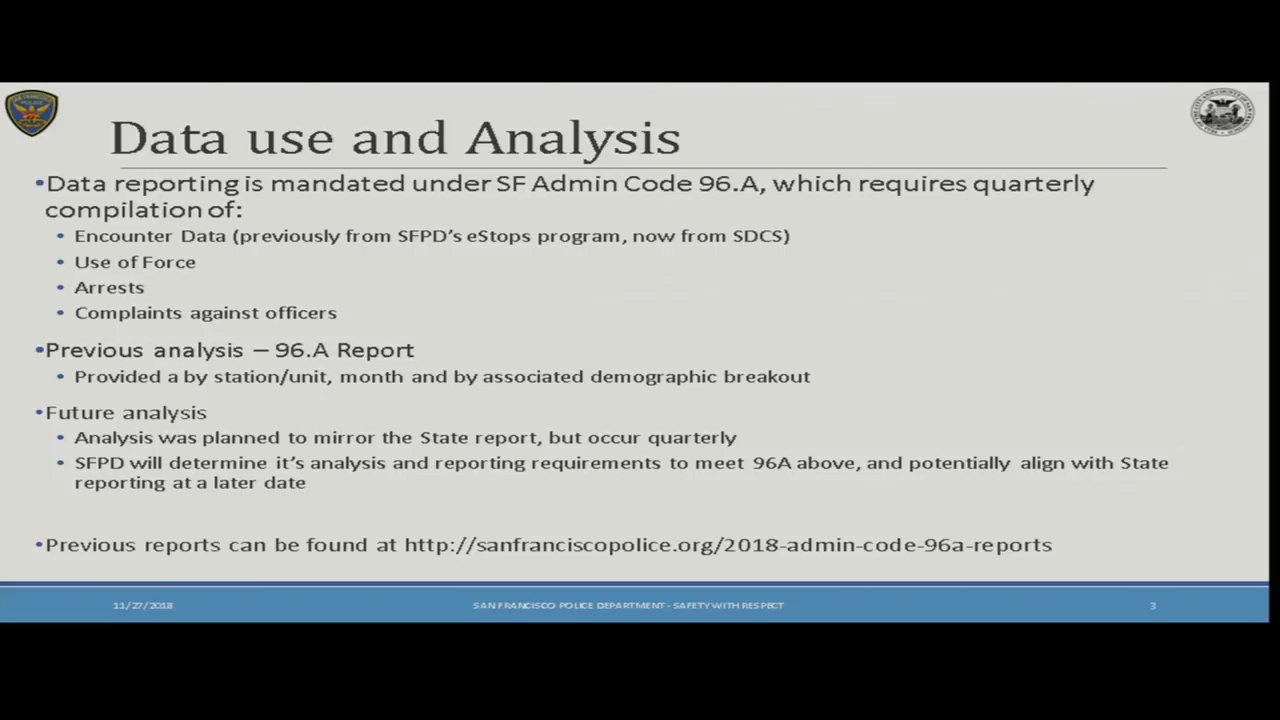 Data use and Analysis
•Data reporting is mandated under SF Admin Code 96.A, which requires quarterly
compilation of:
• Encounter Data (previously from SFPD's eStops program, now from SDCS)
• Use of Force
• Arrests
• Complaints against officers
•Previous analysis – 96.A Report
• Provided a by station/unit, month and by associated demographic breakout
•Future analysis
• Analysis was planned to mirror the State report, but occur quarterly
• SFPD will determine it's analysis and reporting requirements to meet 96A above, and potentially align with State
reporting at a later date
•Previous reports can be found at http://sanfranciscopolice.org/2018-admin-code-96a-reports
11/27/2018 SAN FRANCISCO POLICE DEPARTMENT - SAFETY WITH RESPECT 3